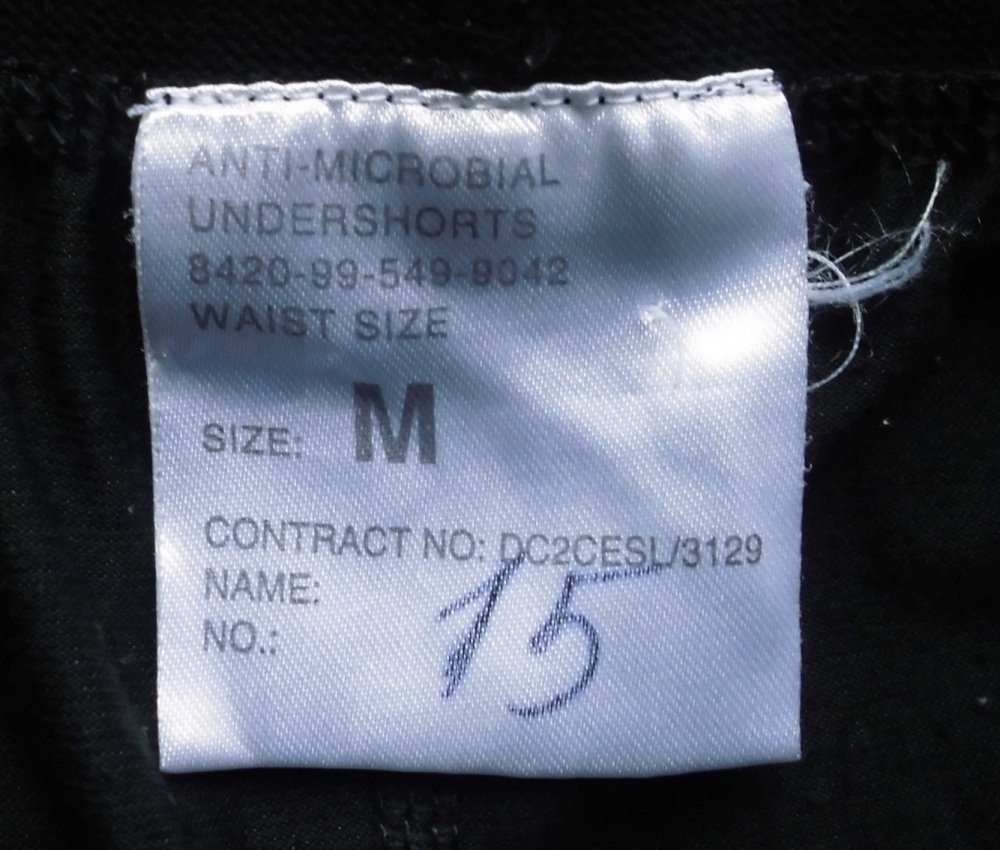 ANTI-MICROBIAL
UNDERSHORTS
8420-99-549-9042
WAIST SIZE
SIZE: M
CONTRACT NO: DC2CESL/3129
NAME:
NO.:
15